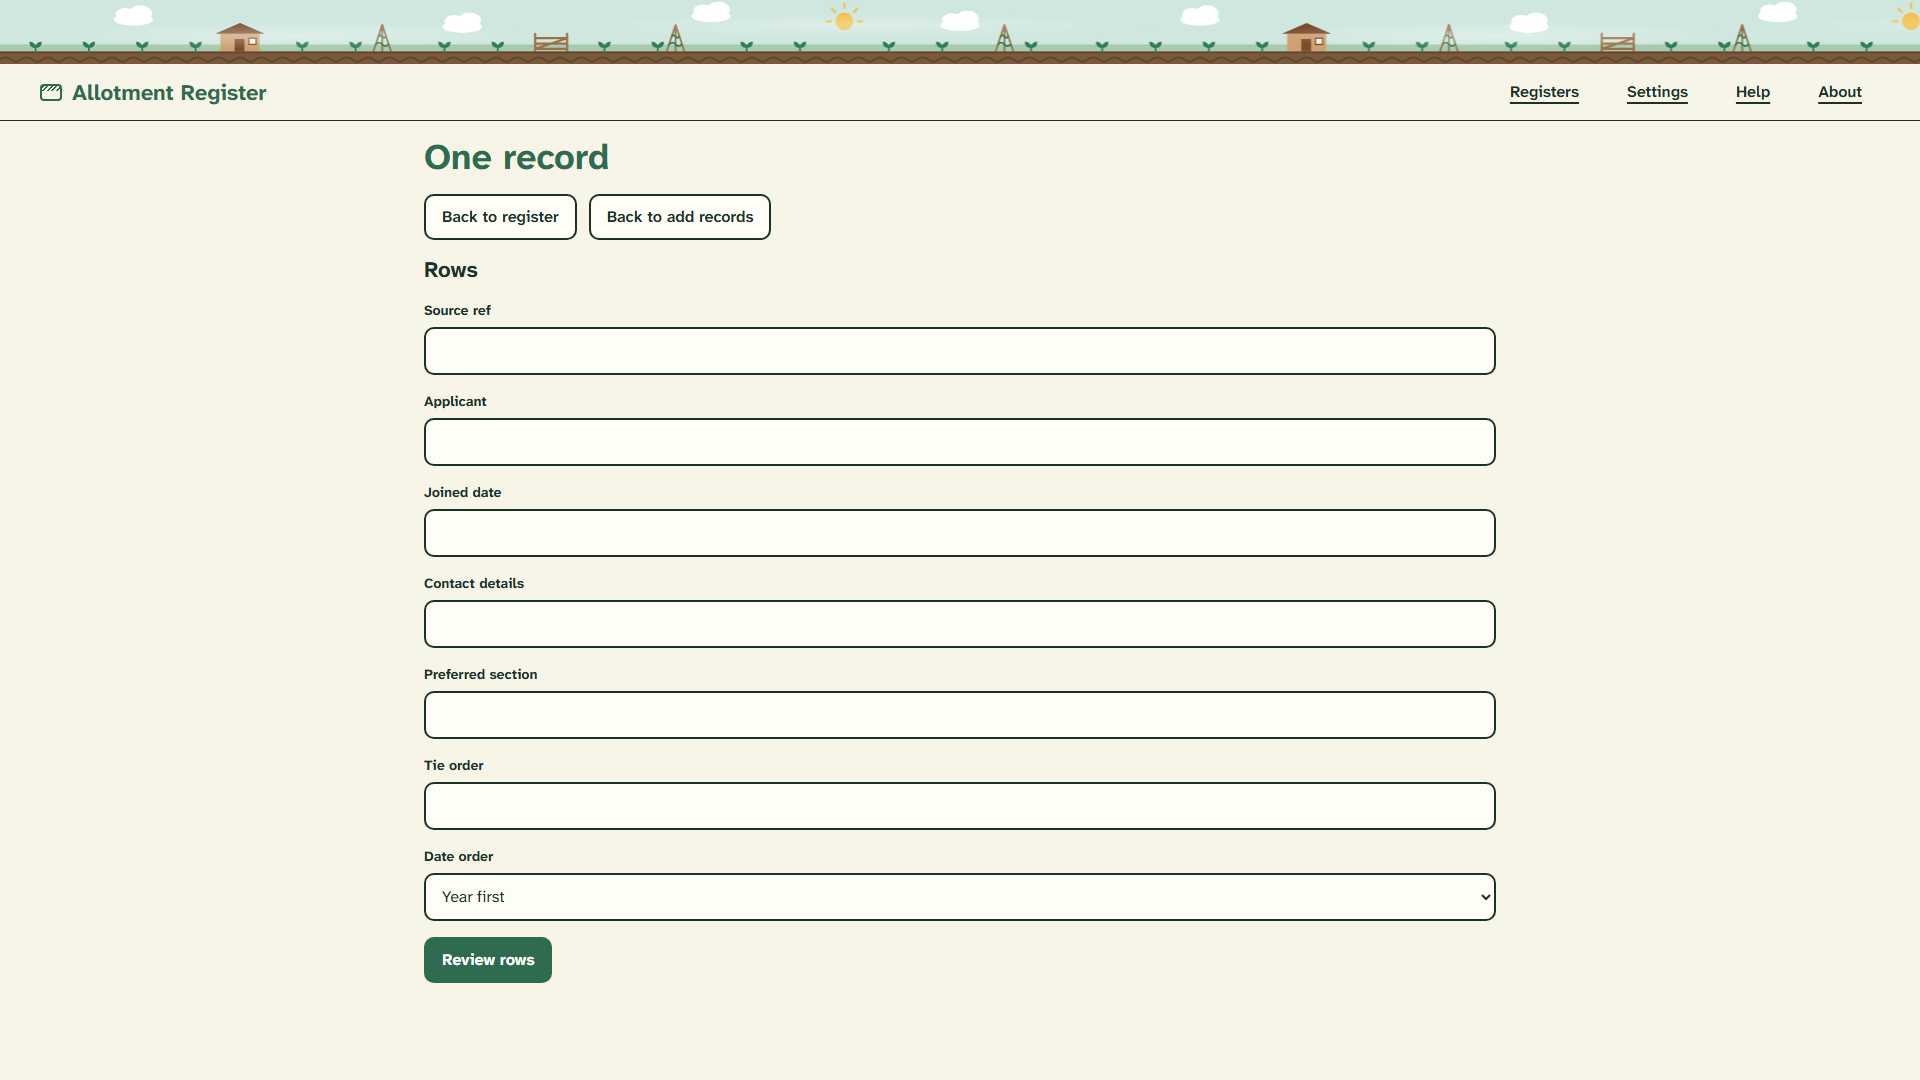 Allotment Register
Registers
Settings
Help
About
One record
Back to register
Back to add records
Rows
Source ref
Applicant
Joined date
Contact details
Preferred section
Tie order
Date order
Year first
Review rows